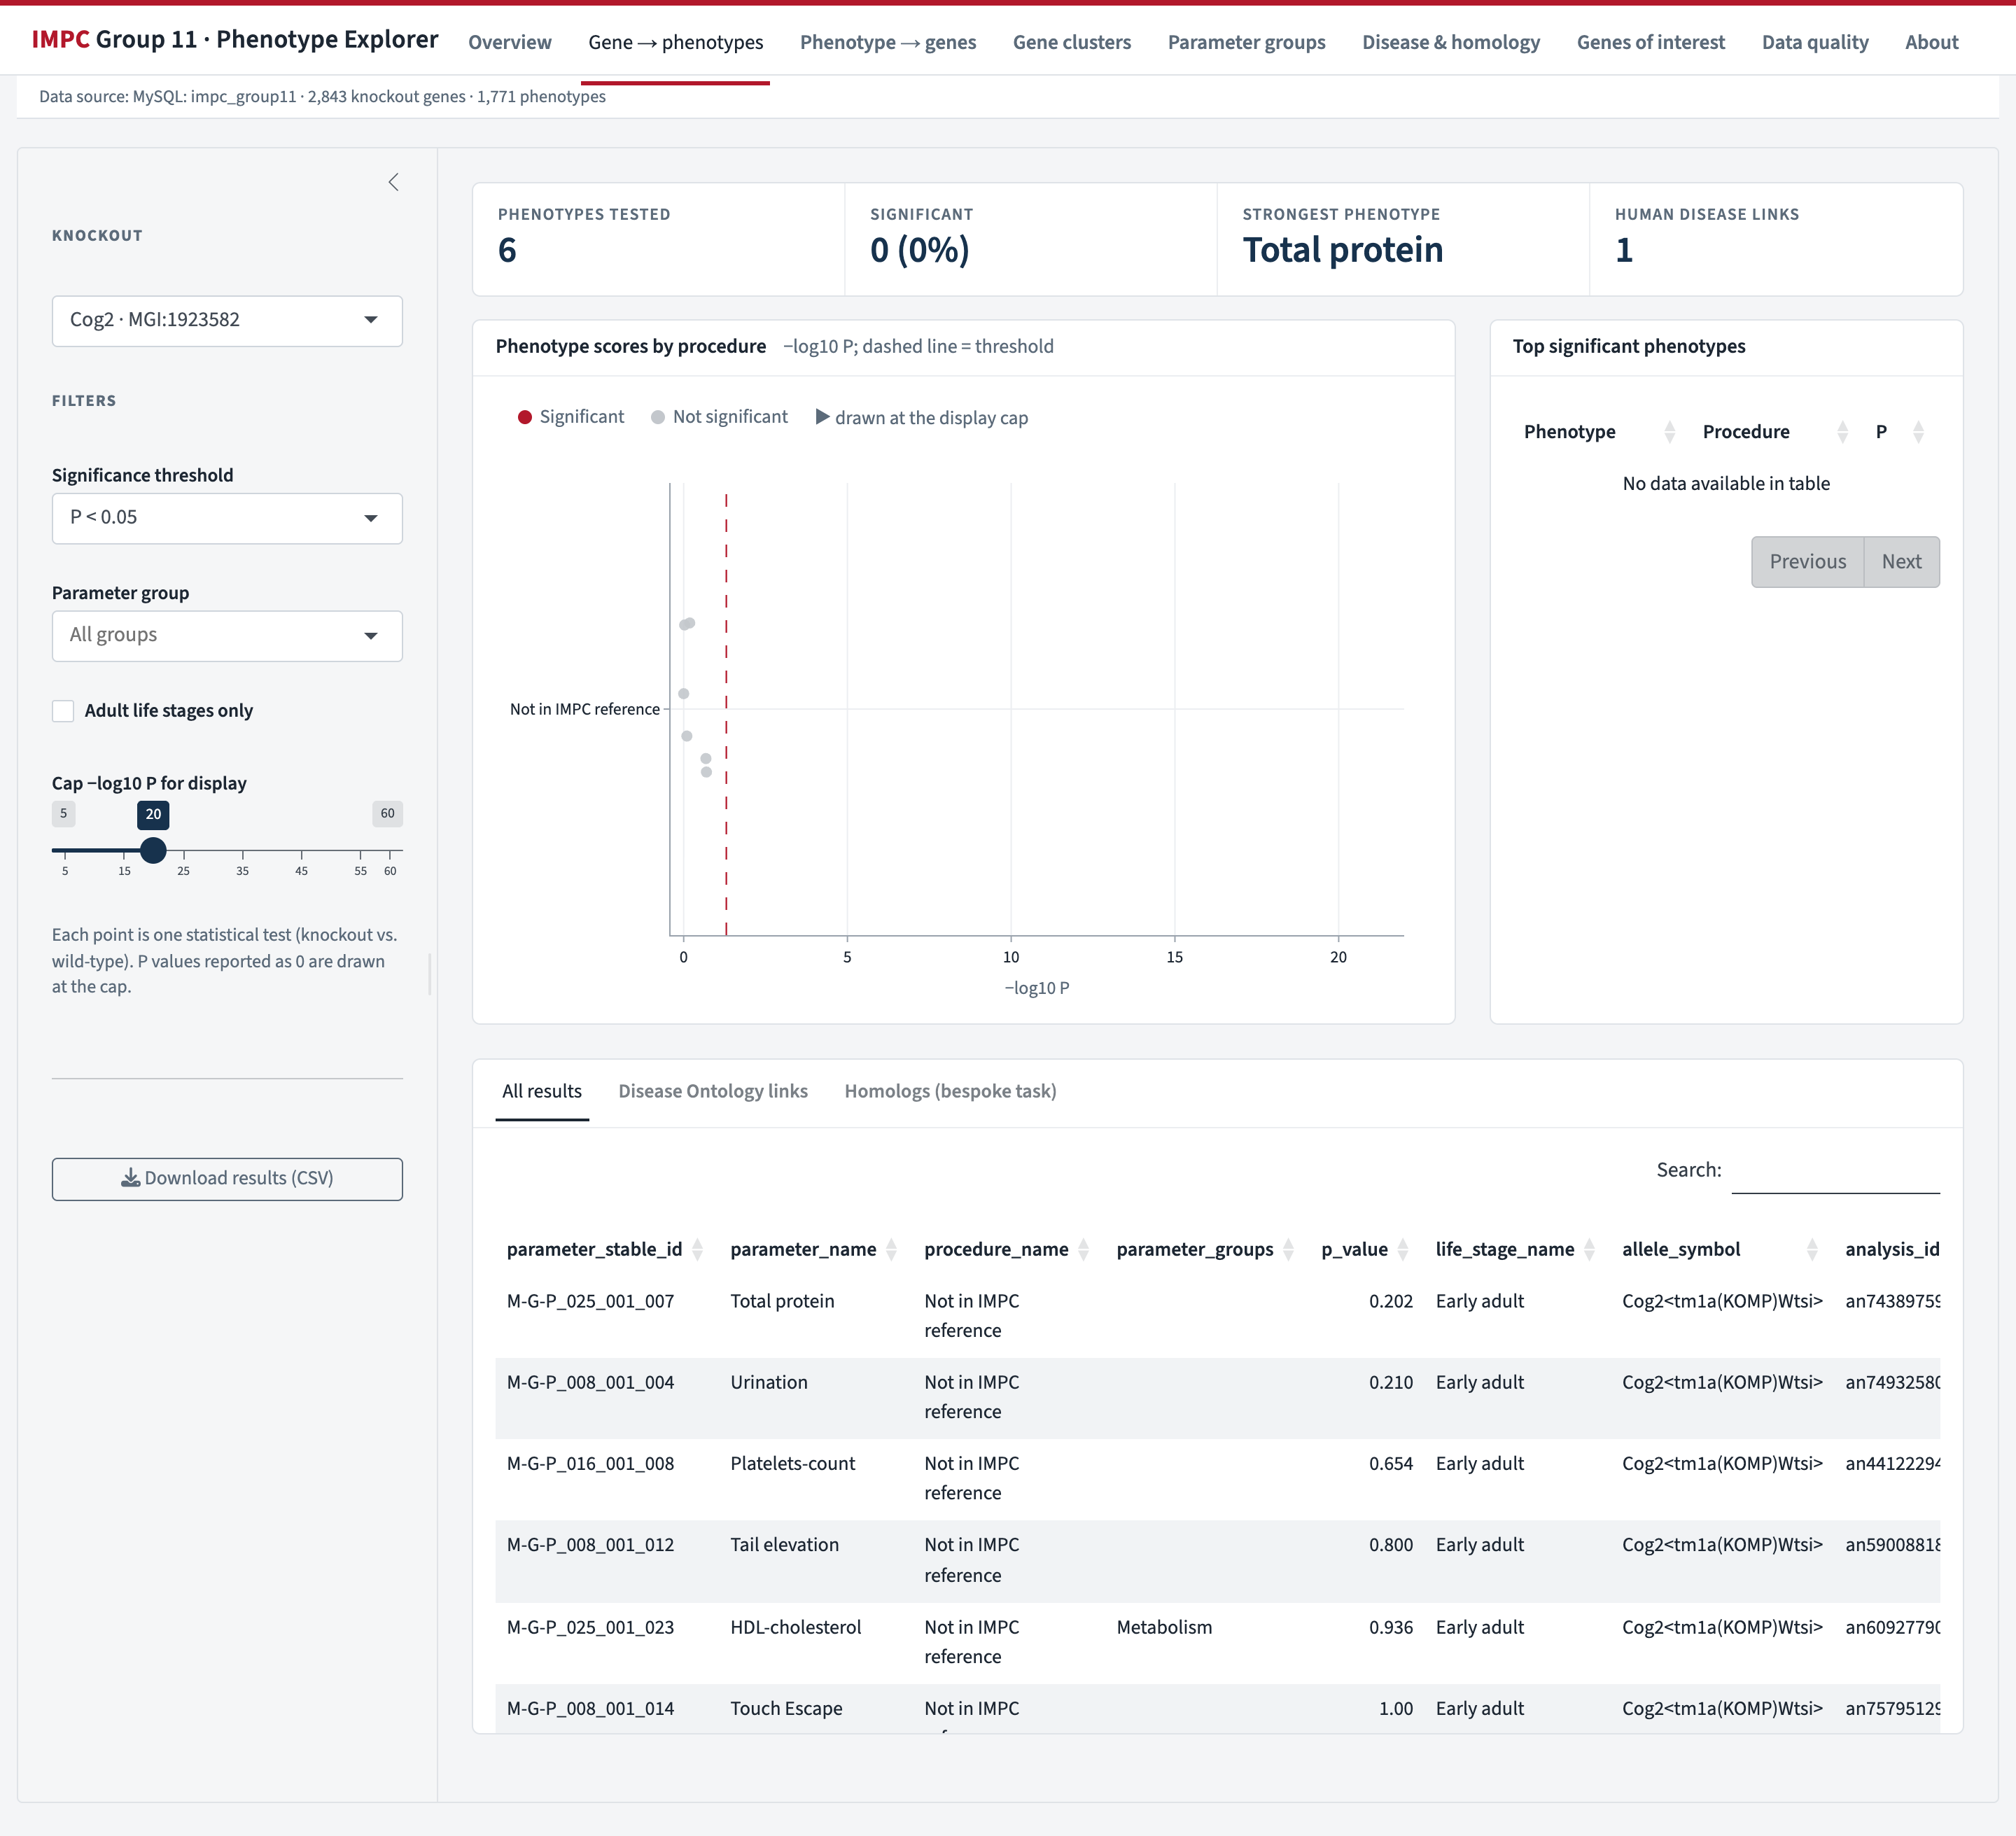 IMPC Group 11 · Phenotype Explorer
Overview
Gene → phenotypes
Phenotype → genes
Gene clusters
Parameter groups
Disease & homology
Genes of interest
Data quality
About
Data source: MySQL: impc_group11 · 2,843 knockout genes · 1,771 phenotypes
KNOCKOUT
Cog2 · MGI:1923582
FILTERS
Significance threshold
P < 0.05
Parameter group
All groups
Adult life stages only
Cap −log10 P for display
5 20 60
5 15 25 35 45 55 60
Each point is one statistical test (knockout vs.
wild-type). P values reported as 0 are drawn
at the cap.
Download results (CSV)
PHENOTYPES TESTED
6
SIGNIFICANT
0 (0%)
STRONGEST PHENOTYPE
Total protein
HUMAN DISEASE LINKS
1
Phenotype scores by procedure −log10 P; dashed line = threshold
Significant Not significant drawn at the display cap
Not in IMPC reference
0 5 10 15 20
−log10 P
Top significant phenotypes
Phenotype Procedure P
No data available in table
Previous Next
All results Disease Ontology links Homologs (bespoke task)
Search:
parameter_stable_id parameter_name procedure_name parameter_groups p_value life_stage_name allele_symbol analysis_id
M-G-P_025_001_007 Total protein Not in IMPC 0.202 Early adult Cog2<tm1a(KOMP)Wtsi> an74389759
reference
M-G-P_008_001_004 Urination Not in IMPC 0.210 Early adult Cog2<tm1a(KOMP)Wtsi> an74932580
reference
M-G-P_016_001_008 Platelets-count Not in IMPC 0.654 Early adult Cog2<tm1a(KOMP)Wtsi> an44122294
reference
M-G-P_008_001_012 Tail elevation Not in IMPC 0.800 Early adult Cog2<tm1a(KOMP)Wtsi> an59008818
reference
M-G-P_025_001_023 HDL-cholesterol Not in IMPC Metabolism 0.936 Early adult Cog2<tm1a(KOMP)Wtsi> an60927790
reference
M-G-P_008_001_014 Touch Escape Not in IMPC 1.00 Early adult Cog2<tm1a(KOMP)Wtsi> an75795129